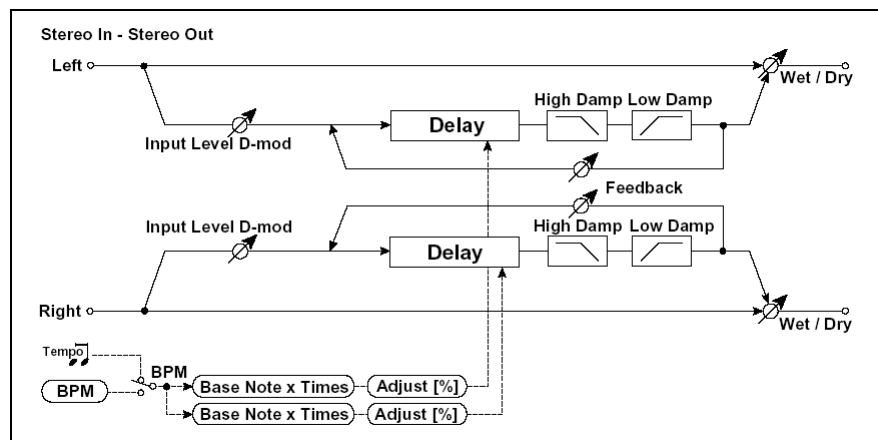 Stereo In - Stereo Out
Left
Wet / Dry
High Damp Low Damp
Delay
Input Level D-mod
Feedback
Input Level D-mod
High Damp Low Damp
Delay
Right
Wet / Dry
Tempo
BPM
BPM
Base Note x Times
Adjust [%]
Base Note x Times
Adjust [%]